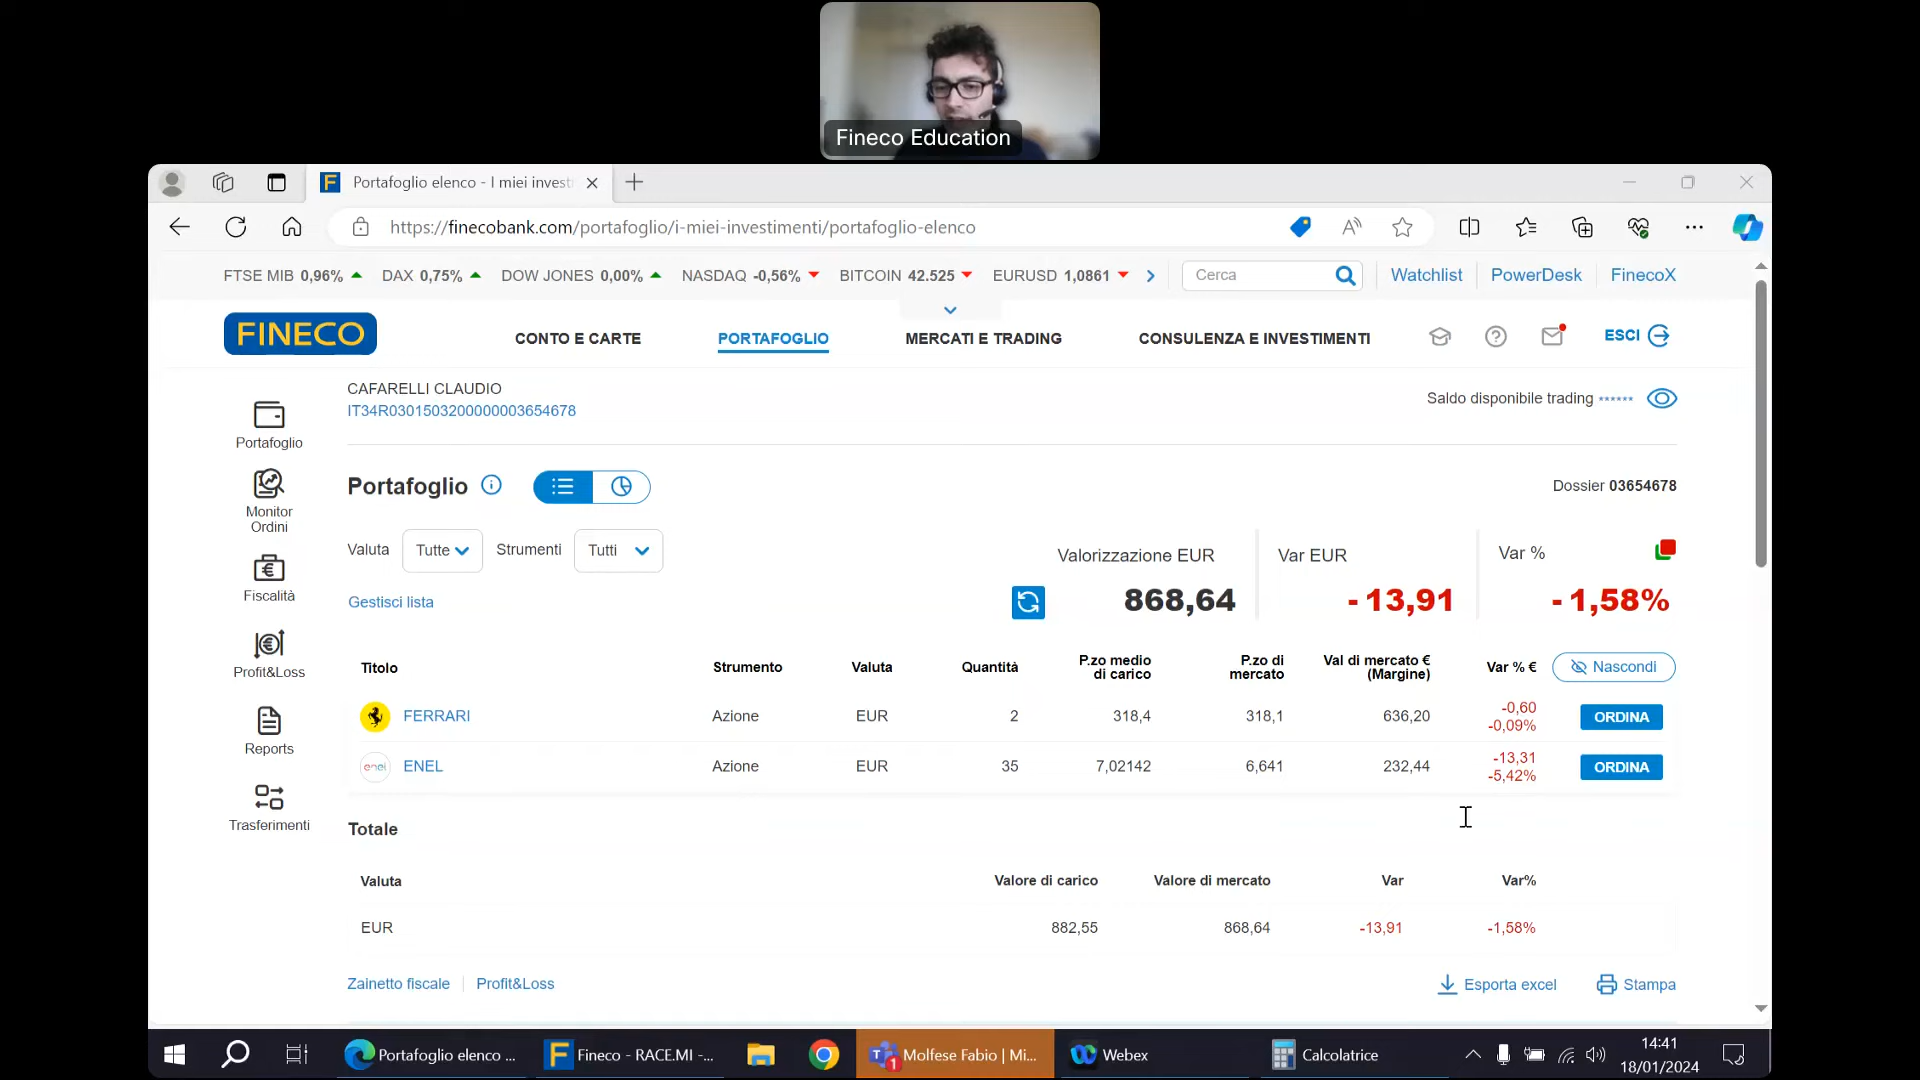 Fineco Education
Portafoglio elenco - I miei invest
https://finecobank.com/portafoglio/i-miei-investimenti/portafoglio-elenco
FTSE MIB 0,96% DAX 0,75% DOW JONES 0,00% NASDAQ -0,56% BITCOIN 42.525 EURUSD 1,0861 Cerca Watchlist PowerDesk FinecoX
FINECO CONTO E CARTE PORTAFOGLIO MERCATI E TRADING CONSULENZA E INVESTIMENTI ESCI
CAFARELLI CLAUDIO
IT34R0301503200000003654678
Saldo disponibile trading ******
Portafoglio
Monitor
Ordini
Fiscalità
Profit&Loss
Reports
Trasferimenti
Portafoglio
Dossier 03654678
Valuta Tutte Strumenti Tutti
Gestisci lista
Valorizzazione EUR Var EUR Var %
868,64 -13,91 -1,58%
Titolo Strumento Valuta Quantità P.zo medio di carico P.zo di mercato Val di mercato € (Margine) Var % € Nascondi
FERRARI Azione EUR 2 318,4 318,1 636,20 -0,60 -0,09% ORDINA
enel ENEL Azione EUR 35 7,02142 6,641 232,44 -13,31 -5,42% ORDINA
Totale
Valuta Valore di carico Valore di mercato Var Var%
EUR 882,55 868,64 -13,91 -1,58%
Zainetto fiscale Profit&Loss Esporta excel Stampa
Portafoglio elenco ... Fineco - RACE.MI -... 1 Molfese Fabio | Mi... Webex Calcolatrice 14:41
18/01/2024